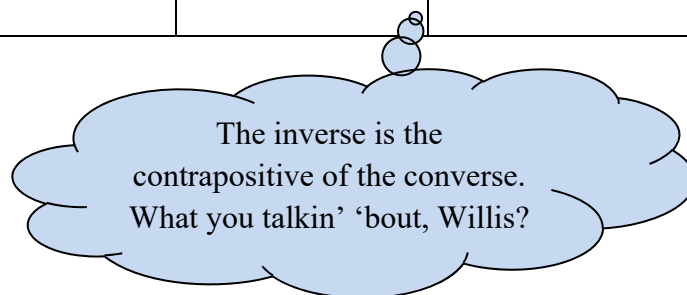 The inverse is the
contrapositive of the converse.
What you talkin’ ‘bout, Willis?